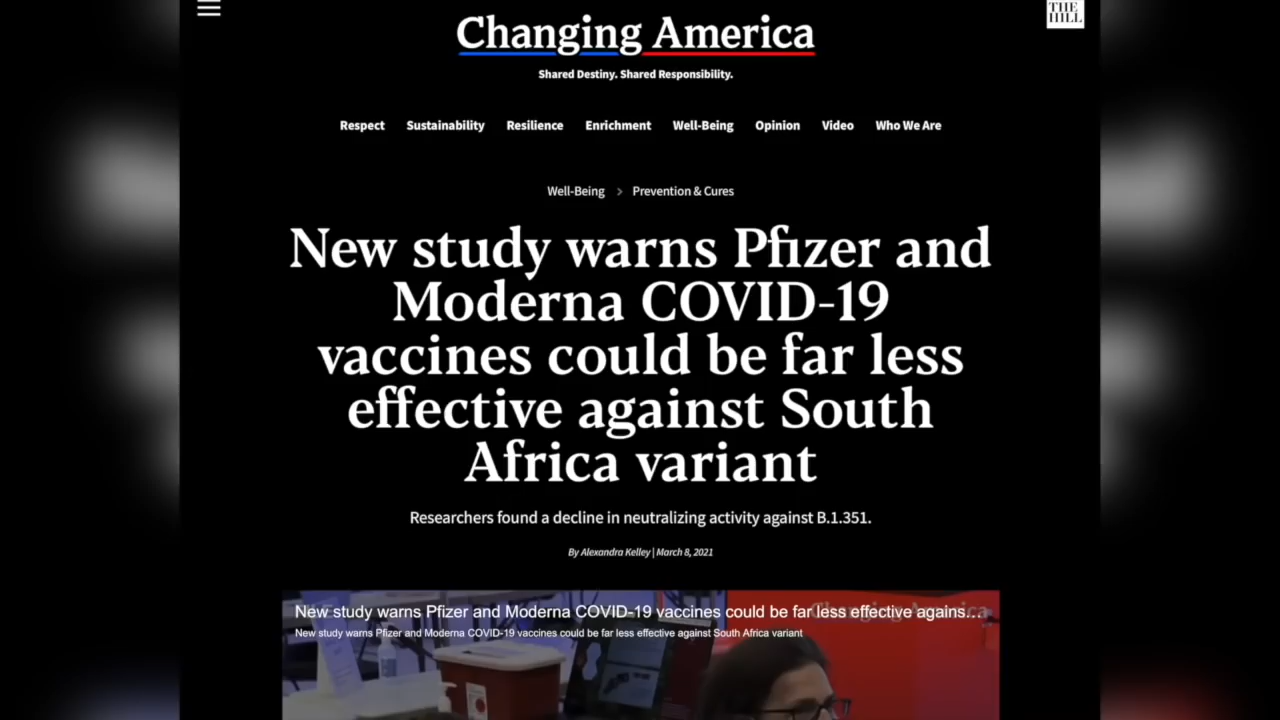 THE
HILL
Changing America
Shared Destiny. Shared Responsibility.
Respect Sustainability Resilience Enrichment Well-Being Opinion Video Who We Are
Well-Being > Prevention & Cures
New study warns Pfizer and
Moderna COVID-19
vaccines could be far less
effective against South
Africa variant
Researchers found a decline in neutralizing activity against B.1.351.
By Alexandra Kelley | March 8, 2021
New study warns Pfizer and Moderna COVID-19 vaccines could be far less effective agains...
Changing America
New study warns Pfizer and Moderna COVID-19 vaccines could be far less effective against South Africa variant